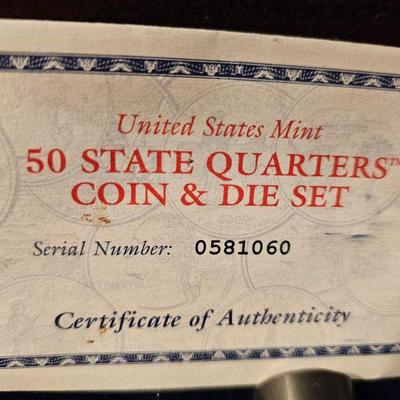 United States Mint
50 STATE QUARTERS™
COIN & DIE SET
Serial Number: 0581060
Certificate of Authenticity